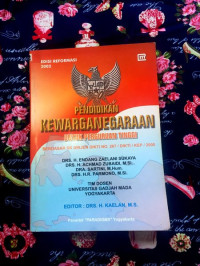 EDISI REFORMASI
2002
PENDIDIKAN
KEWARGANEGARAAN
UNTUK PERGURUAN TINGGI
DRS. H. ENDANG ZAELANI SUKAYA
DRS. H. ACHMAD ZUBAIDI, M.Si.
DRA. SARTINI, M.Hum.
DRS. H.K. PARMONO, M.Si.
TIM DOSEN
UNIVERSITAS GADJAH MADA
YOGYAKARTA
EDITOR : DRS. H. KAELAN, M.S.
Penerbit "PARADIGMA" Yogyakarta